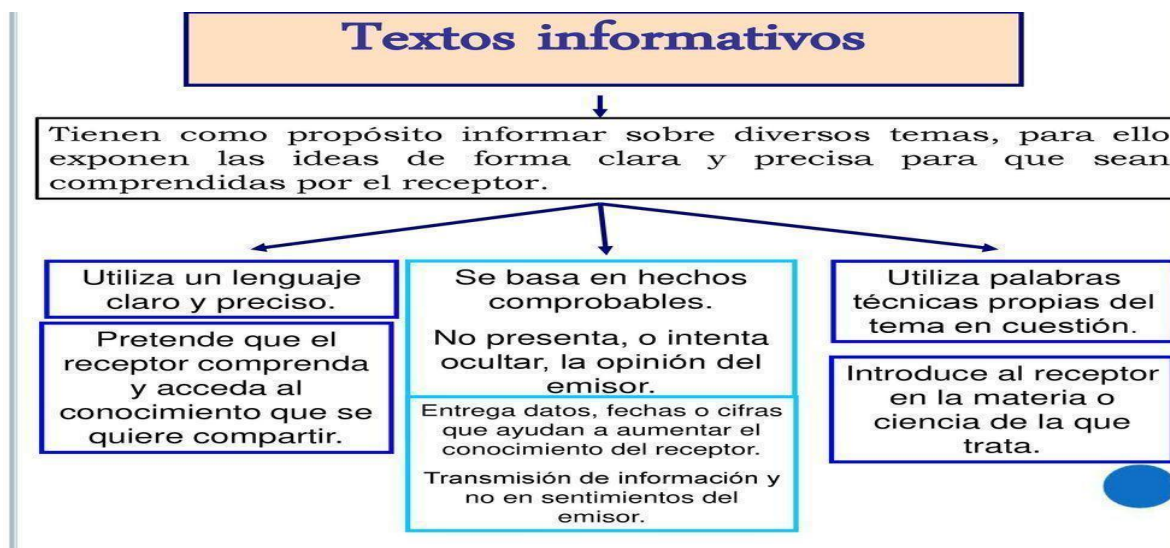 Textos informativos
Tienen como propósito informar sobre diversos temas, para ello
exponen las ideas de forma clara y precisa para que sean
comprendidas por el receptor.
Utiliza un lenguaje
claro y preciso.
Pretende que el
receptor comprenda
y acceda al
conocimiento que se
quiere compartir.
Se basa en hechos
comprobables.
No presenta, o intenta
ocultar, la opinión del
emisor.
Entrega datos, fechas o cifras
que ayudan a aumentar el
conocimiento del receptor.
Transmisión de información y
no en sentimientos del
emisor.
Utiliza palabras
técnicas propias del
tema en cuestión.
Introduce al receptor
en la materia o
ciencia de la que
trata.